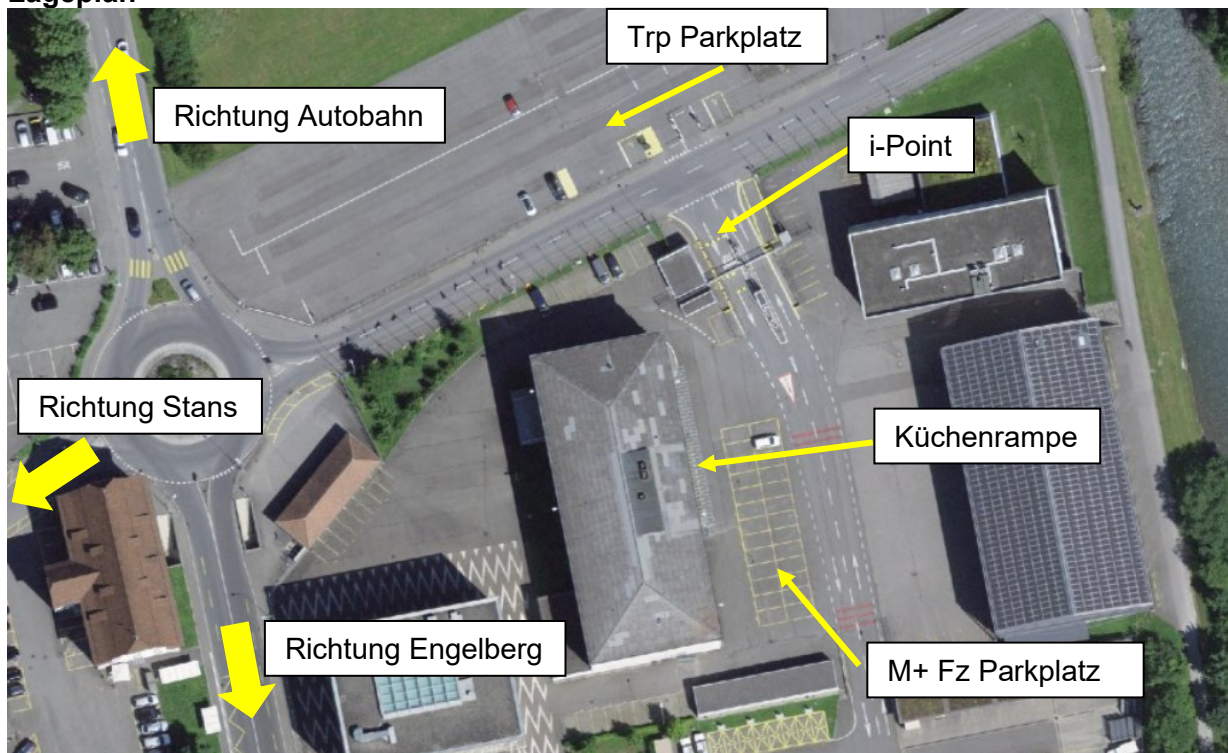 Lageplan
Trp Parkplatz
Richtung Autobahn
i-Point
Richtung Stans
Küchenrampe
Richtung Engelberg
M+ Fz Parkplatz